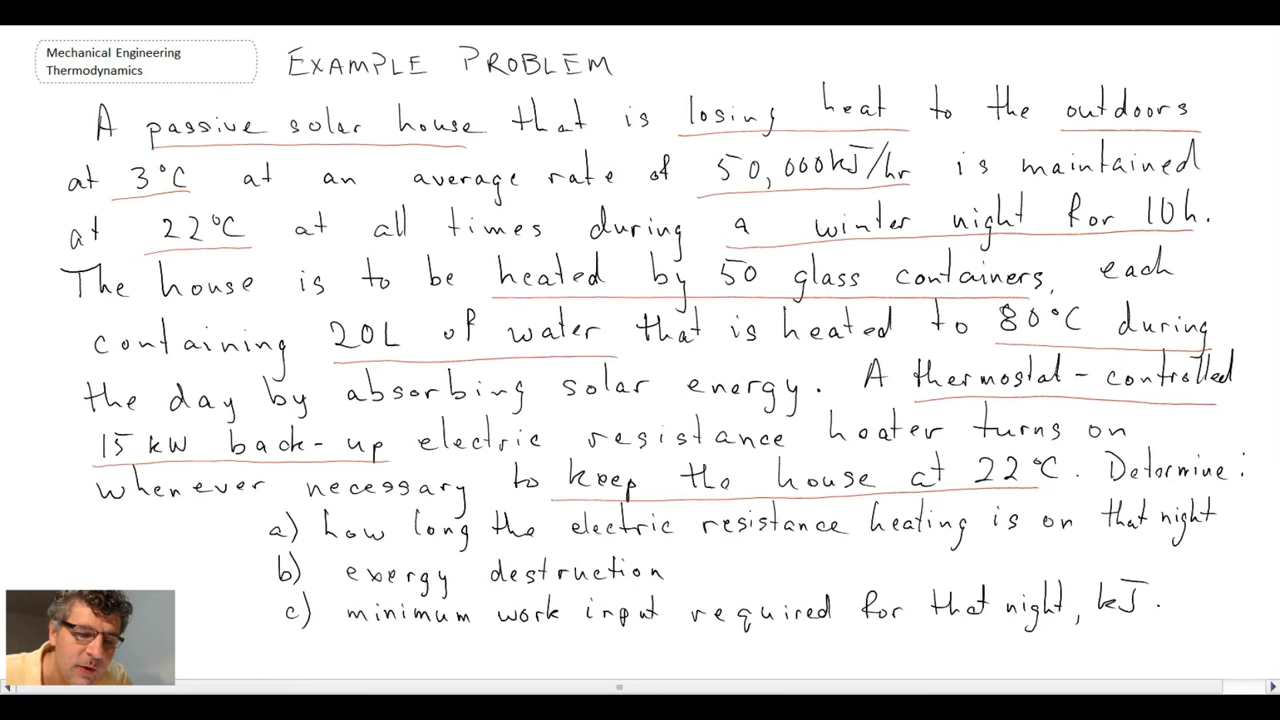 Mechanical Engineering
Thermodynamics
EXAMPLE PROBLEM
A passive solar house that is losing heat to the outdoors
at 3°C at an average rate of 50,000kJ/hr is maintained
at 22°C at all times during a winter night for 10h.
The house is to be heated by 50 glass containers, each
containing 20L of water that is heated to 80°C during
the day by absorbing solar energy. A thermostal-controlled
15 kW back-up electric resistance heater turns on
whenever necessary to keep the house at 22°C. Determine:
a) how long the electric resistance heating is on that night
b) exergy destruction
c) minimum work input required for that night, kJ.